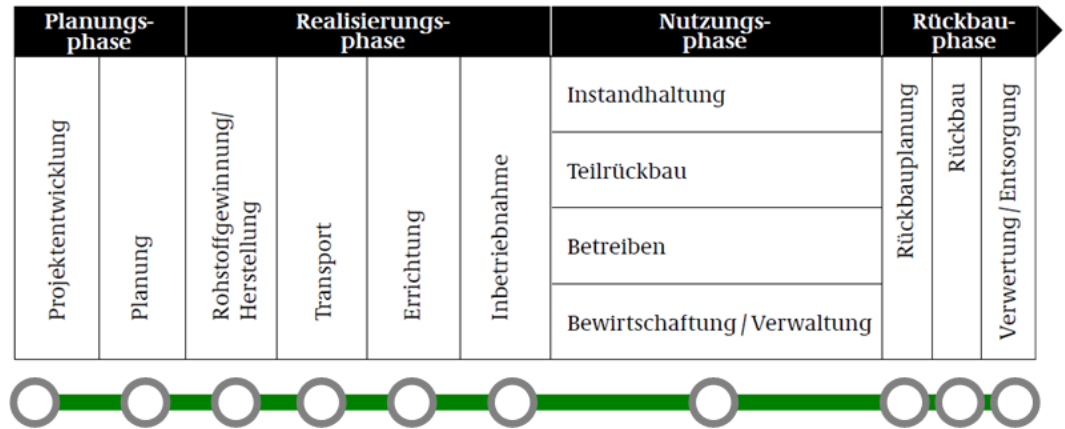 Planungs-
phase
Realisierungs-
phase
Nutzungs-
phase
Rückbau-
phase
Projektentwicklung
Planung
Rohstoffgewinnung/
Herstellung
Transport
Errichtung
Inbetriebnahme
Instandhaltung
Teilrückbau
Betreiben
Bewirtschaftung / Verwaltung
Rückbauplanung
Rückbau
Verwertung / Entsorgung